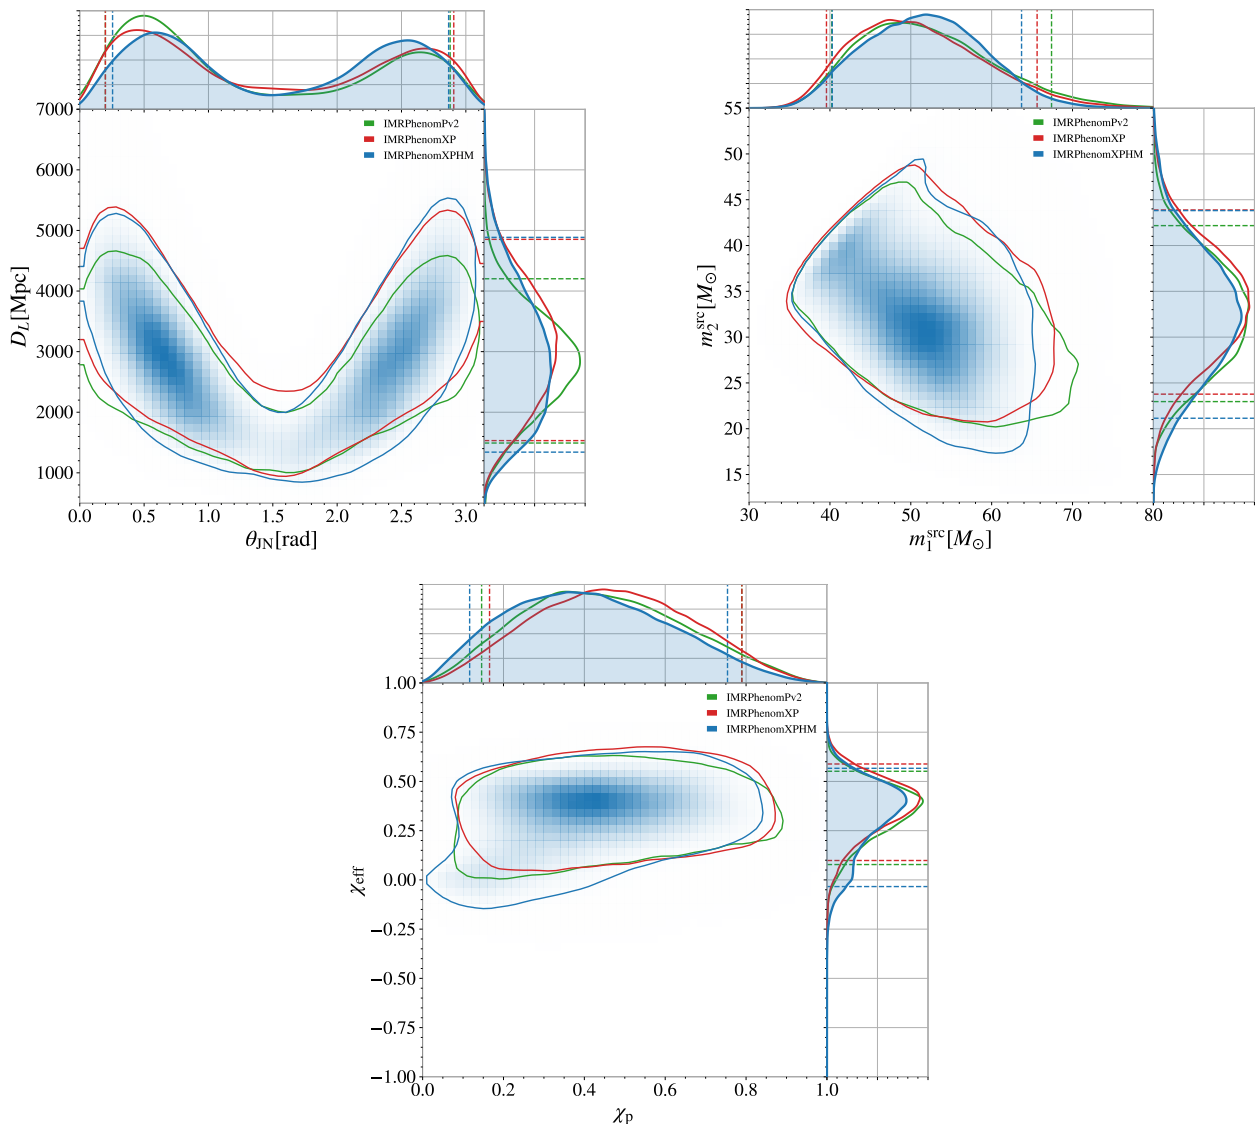 7000
6000
5000
4000
3000
2000
1000
D_L[Mpc]
IMRPhenomPv2
IMRPhenomXP
IMRPhenomXPHM
0.0 0.5 1.0 1.5 2.0 2.5 3.0
θ_JN[rad]
55
50
45
40
35
30
25
20
15
m_2^src[M_⊙]
IMRPhenomPv2
IMRPhenomXP
IMRPhenomXPHM
30 40 50 60 70 80
m_1^src[M_⊙]
1.00
0.75
0.50
0.25
0.00
−0.25
−0.50
−0.75
−1.00
χ_eff
IMRPhenomPv2
IMRPhenomXP
IMRPhenomXPHM
0.0 0.2 0.4 0.6 0.8 1.0
χ_p